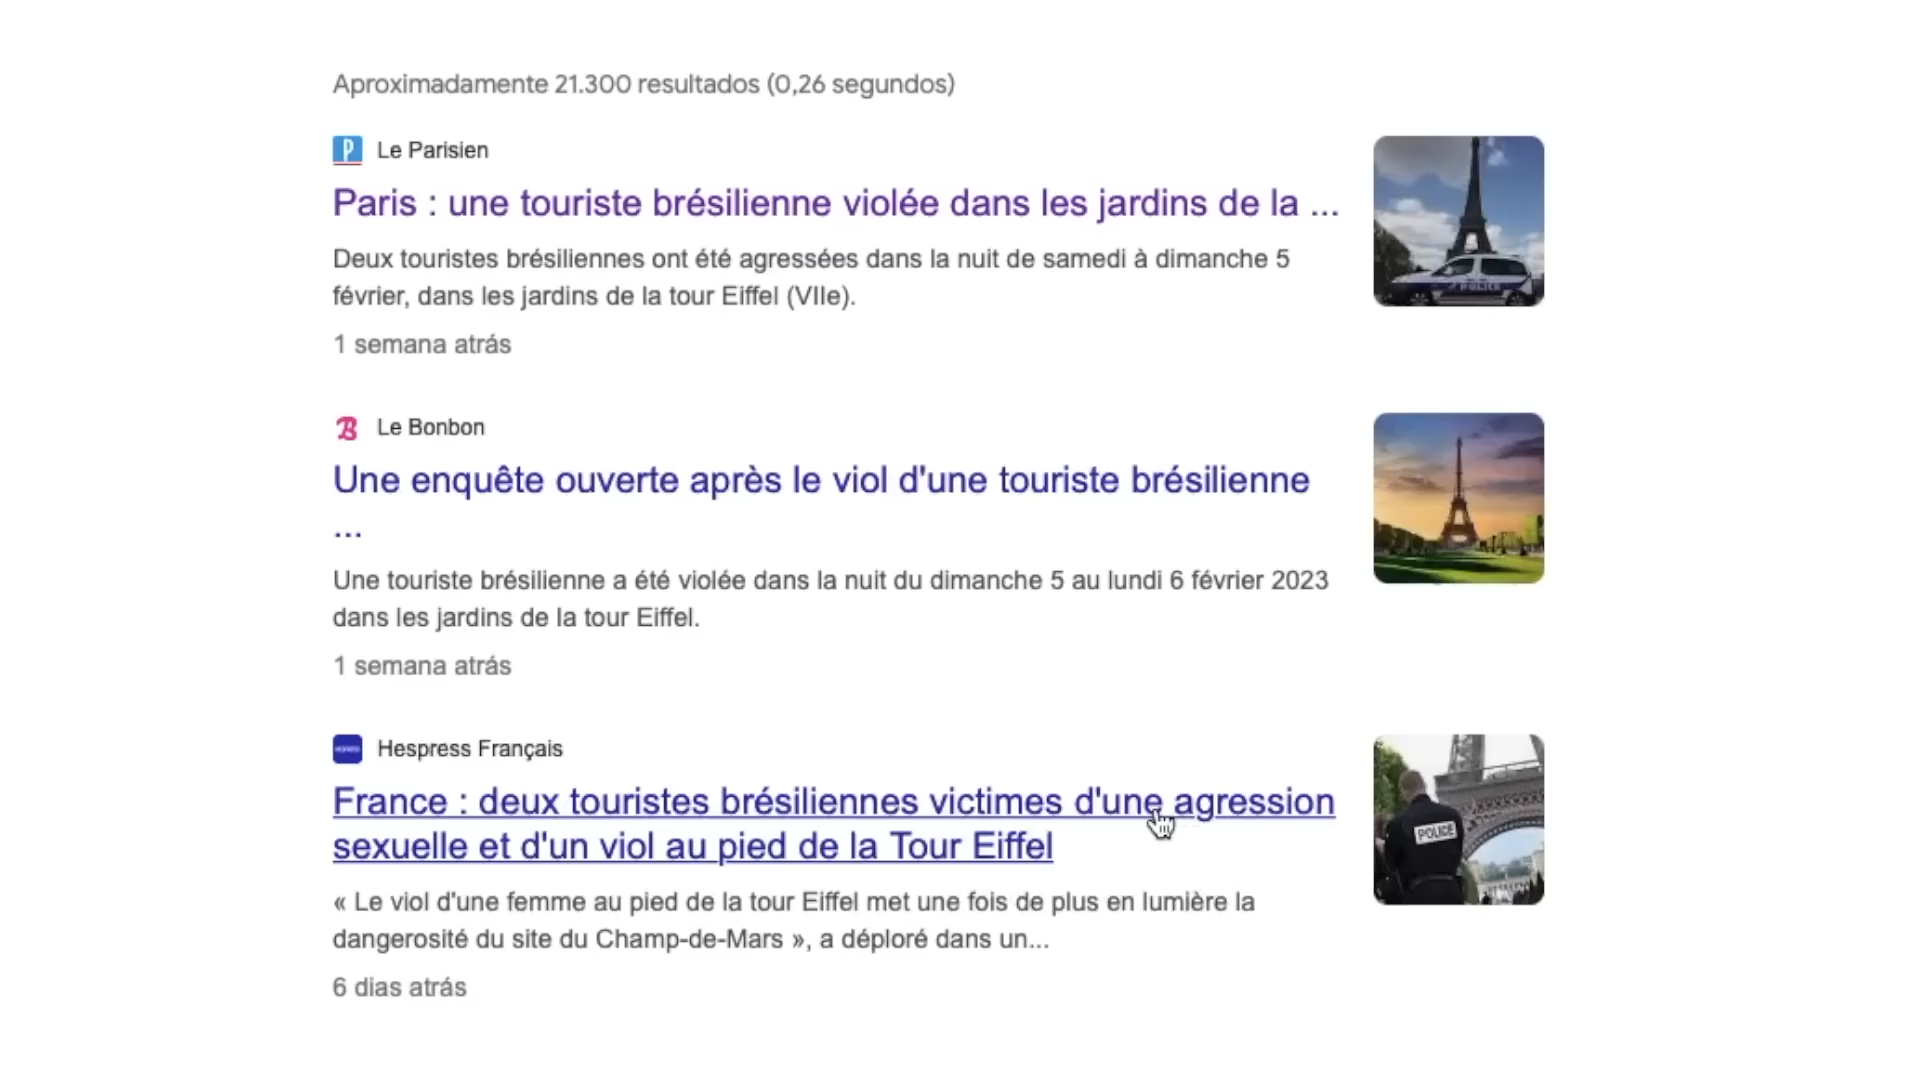 Aproximadamente 21.300 resultados (0,26 segundos)
P
Le Parisien
Paris : une touriste brésilienne violée dans les jardins de la ...
Deux touristes brésiliennes ont été agressées dans la nuit de samedi à dimanche 5
février, dans les jardins de la tour Eiffel (VIIe).
1 semana atrás
POLICE
B
Le Bonbon
Une enquête ouverte après le viol d'une touriste brésilienne
...
Une touriste brésilienne a été violée dans la nuit du dimanche 5 au lundi 6 février 2023
dans les jardins de la tour Eiffel.
1 semana atrás
Hespress Français
France : deux touristes brésiliennes victimes d'une agression
sexuelle et d'un viol au pied de la Tour Eiffel
« Le viol d'une femme au pied de la tour Eiffel met une fois de plus en lumière la
dangerosité du site du Champ-de-Mars », a déploré dans un...
6 dias atrás
POLICE